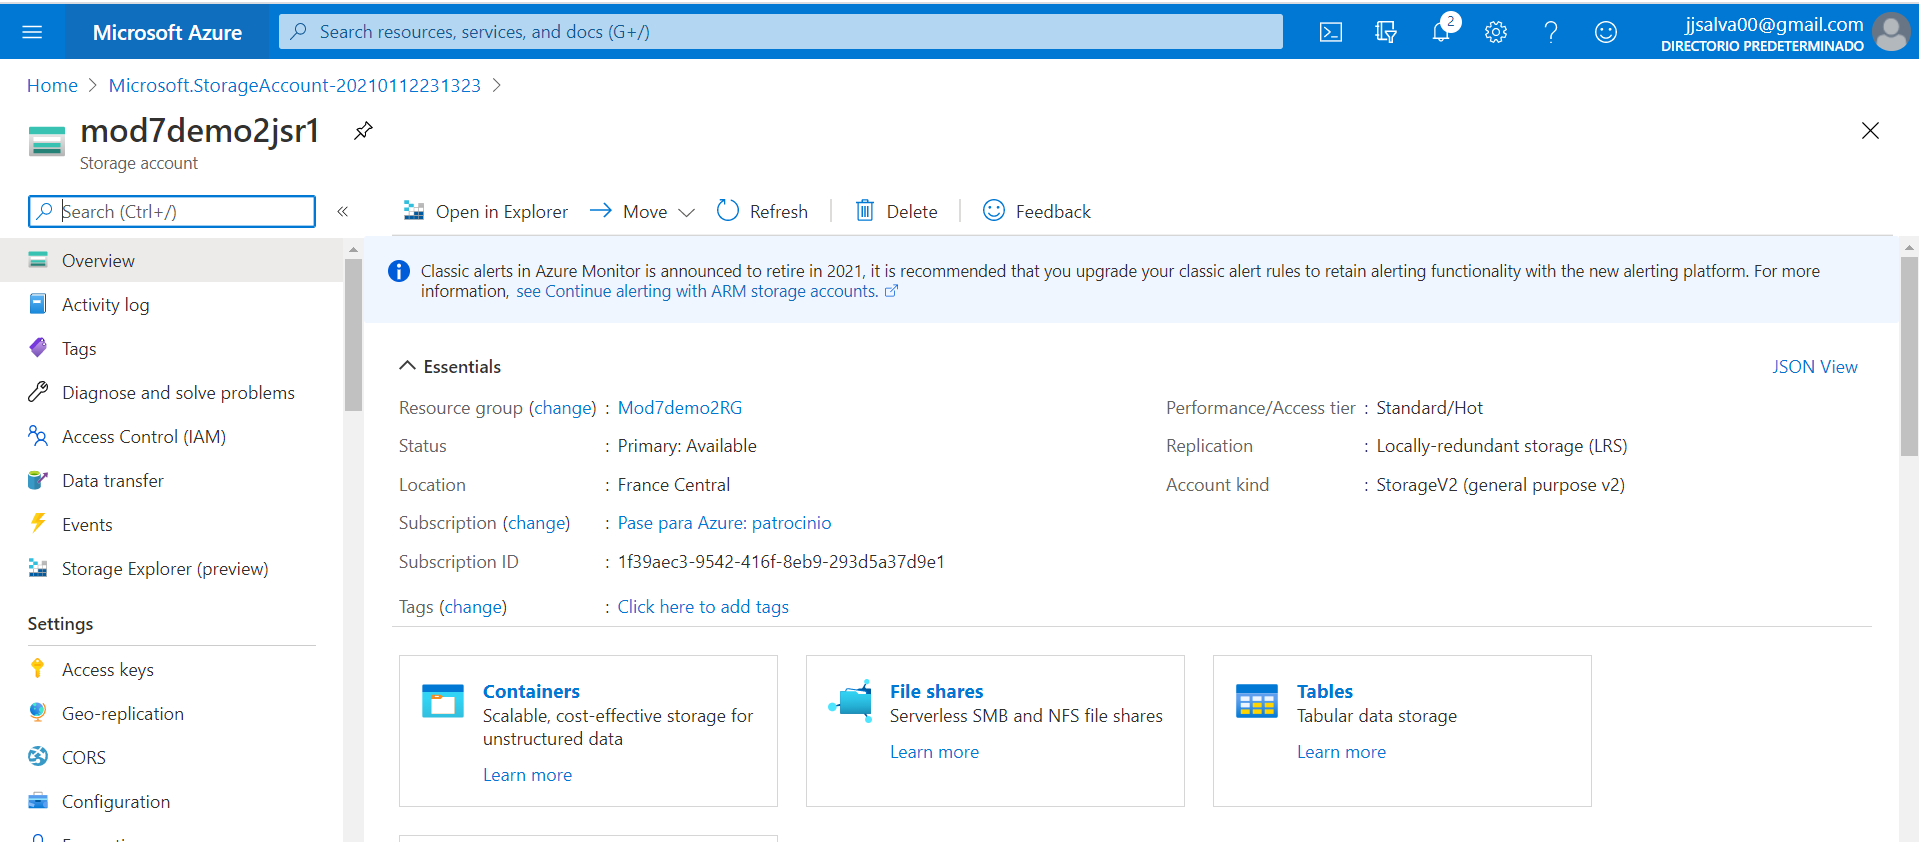 Microsoft Azure
Search resources, services, and docs (G+/)
2
jjsalva00@gmail.com
DIRECTORIO PREDETERMINADO
Home > Microsoft.StorageAccount-20210112231323 >
mod7demo2jsr1
Storage account
Search (Ctrl+/)
«
Open in Explorer
Move
Refresh
Delete
Feedback
Overview
Activity log
Tags
Diagnose and solve problems
Access Control (IAM)
Data transfer
Events
Storage Explorer (preview)
Settings
Access keys
Geo-replication
CORS
Configuration
Classic alerts in Azure Monitor is announced to retire in 2021, it is recommended that you upgrade your classic alert rules to retain alerting functionality with the new alerting platform. For more
information, see Continue alerting with ARM storage accounts.
Essentials
JSON View
Resource group (change) : Mod7demo2RG
Status : Primary: Available
Location : France Central
Subscription (change) : Pase para Azure: patrocinio
Subscription ID : 1f39aec3-9542-416f-8eb9-293d5a37d9e1
Tags (change) : Click here to add tags
Performance/Access tier : Standard/Hot
Replication : Locally-redundant storage (LRS)
Account kind : StorageV2 (general purpose v2)
Containers
Scalable, cost-effective storage for
unstructured data
Learn more
File shares
Serverless SMB and NFS file shares
Learn more
Tables
Tabular data storage
Learn more